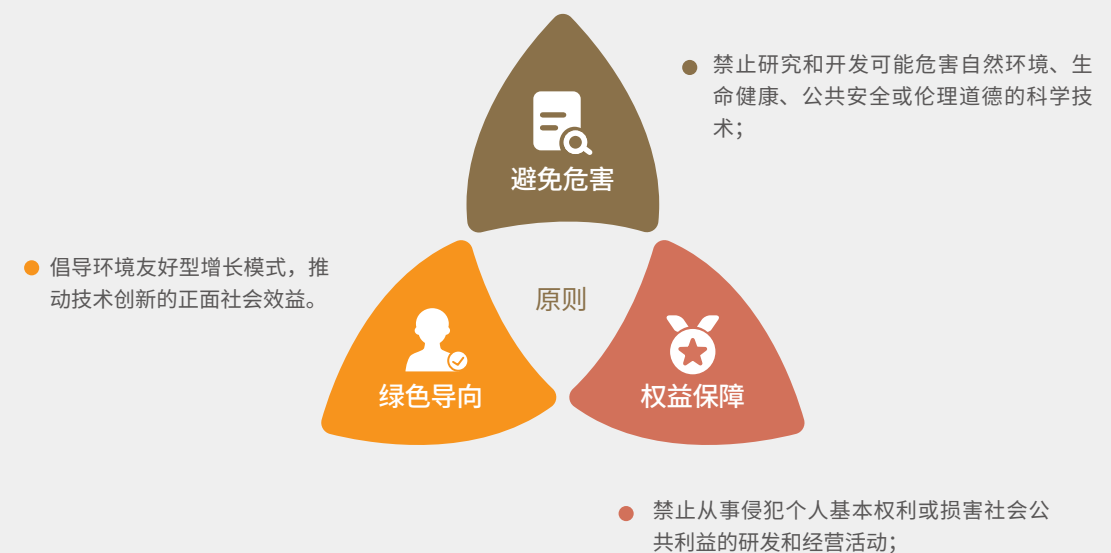 禁止研究和开发可能危害自然环境、生
命健康、公共安全或伦理道德的科学技
术；
避免危害
倡导环境友好型增长模式，推
动技术创新的正面社会效益。
原则
绿色导向
权益保障
禁止从事侵犯个人基本权利或损害社会公
共利益的研发和经营活动；